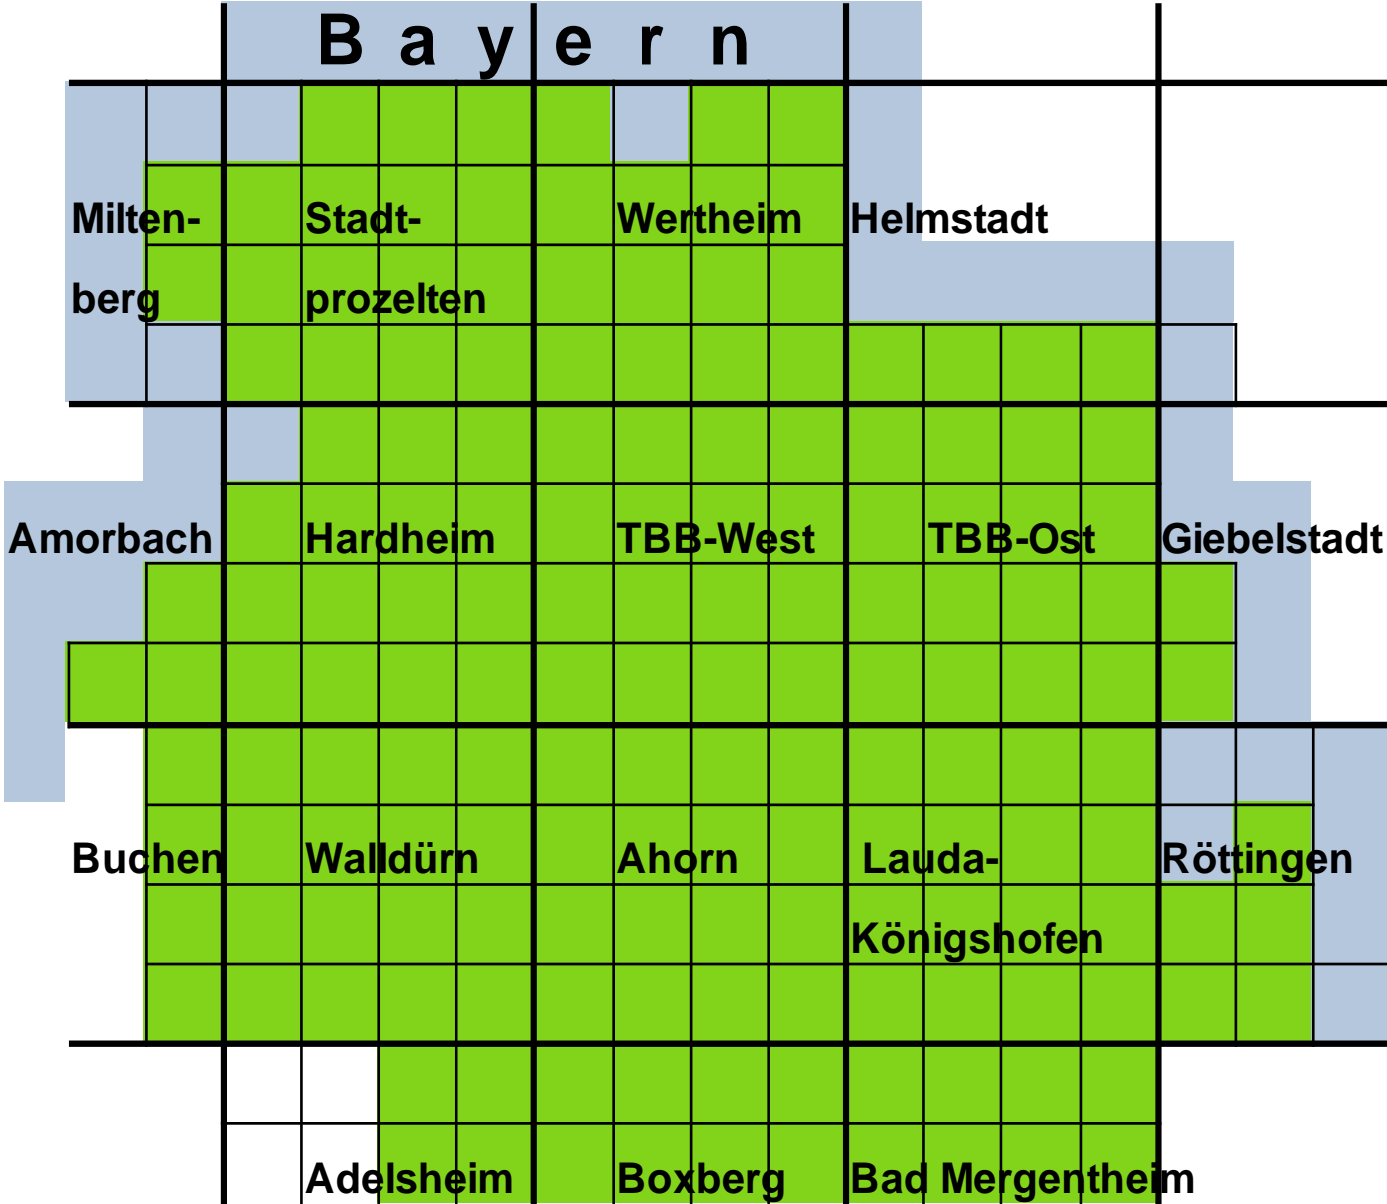 B a y e r n
Milten- Stadt- Wertheim Helmstadt
berg prozelten
Amorbach Hardheim TBB-West TBB-Ost Giebelstadt
Buchen Walldürn Ahorn Lauda- Röttingen
Königshofen
Adelsheim Boxberg Bad Mergentheim